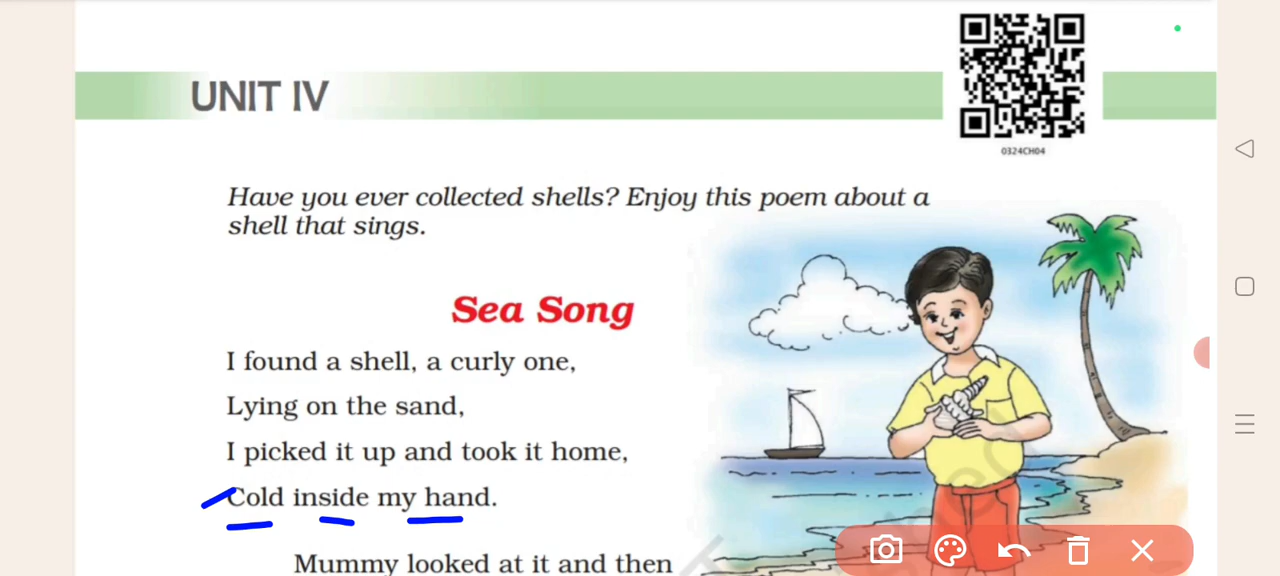 UNIT IV
0324CH04
Have you ever collected shells? Enjoy this poem about a
shell that sings.
Sea Song
I found a shell, a curly one,
Lying on the sand,
I picked it up and took it home,
Cold inside my hand.
Mummy looked at it and then